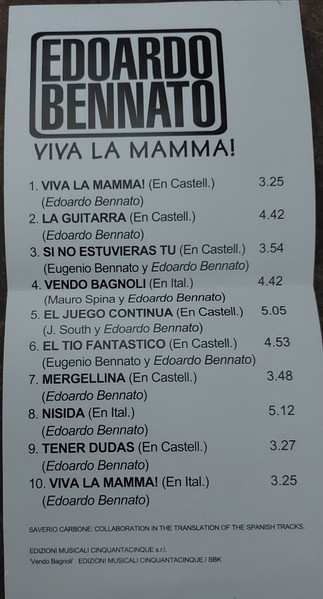 EDOARDO
BENNATO
VIVA LA MAMMA!
1. VIVA LA MAMMA! (En Castell.) 3.25
(Edoardo Bennato)
2. LA GUITARRA (En Castell.) 4.42
(Edoardo Bennato)
3. SI NO ESTUVIERAS TU (En Castell.) 3.54
(Eugenio Bennato y Edoardo Bennato)
4. VENDO BAGNOLI (En Ital.) 4.42
(Mauro Spina y Edoardo Bennato)
5. EL JUEGO CONTINUA (En Castell.) 5.05
(J. South y Edoardo Bennato)
6. EL TIO FANTASTICO (En Castell.) 4.53
(Eugenio Bennato y Edoardo Bennato)
7. MERGELLINA (En Castell.) 3.48
(Edoardo Bennato)
8. NISIDA (En Ital.) 5.12
(Edoardo Bennato)
9. TENER DUDAS (En Castell.) 3.27
(Edoardo Bennato)
10. VIVA LA MAMMA! (En Ital.) 3.25
(Edoardo Bennato)
SAVERIO CARBONE: COLLABORATION IN THE TRANSLATION OF THE SPANISH TRACKS.
EDIZIONI MUSICALI CINQUANTACINQUE s.r.l.
'Vendo Bagnoli' EDIZIONI MUSICALI CINQUANTACINQUE / SBK